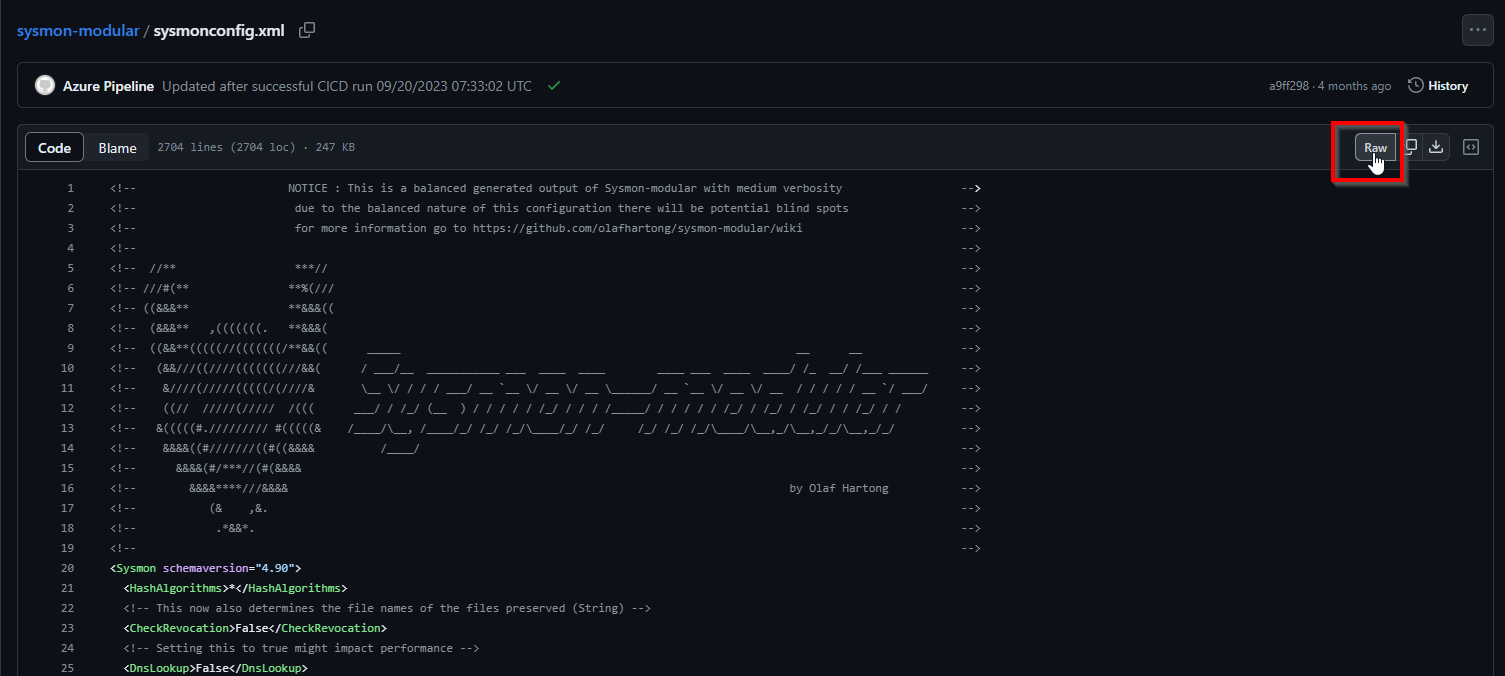 sysmon-modular / sysmonconfig.xml
Azure Pipeline Updated after successful CICD run 09/20/2023 07:33:02 UTC
a9ff298 · 4 months ago
History
Code Blame 2704 lines (2704 loc) · 247 KB
Raw
1 <!--                       NOTICE : This is a balanced generated output of Sysmon-modular with medium verbosity                  -->
2 <!--                        due to the balanced nature of this configuration there will be potential blind spots                 -->
3 <!--                        for more information go to https://github.com/olafhartong/sysmon-modular/wiki                        -->
4 <!--                                                                                                                             -->
5 <!--  //**                  ***//                                                                                                -->
6 <!-- ///#(**               **%(///                                                                                               -->
7 <!-- ((&&&**               **&&&((                                                                                               -->
8 <!--  (&&&**   ,(((((((.   **&&&(                                                                                                -->
9 <!--  ((&&**(((((//(((((((/**&&((      _____                                                            __      __               -->
10 <!--   (&&///((////(((((((///&&(      / ___/__  ___________ ___  ____  ____        ____ ___  ____  ____/ /_  __/ /___ ______     -->
11 <!--    &////(/////(((((/(////&       \__ \/ / / / ___/ __ `__ \/ __ \/ __ \______/ __ `__ \/ __ \/ __  / / / / / __ `/ ___/     -->
12 <!--    ((//  /////(/////  /(((      ___/ / /_/ (__  ) / / / / / /_/ / / / /_____/ / / / / / /_/ / /_/ / /_/ / / /_/ / /         -->
13 <!--   &(((((#.///////// #(((((&    /____/\__, /____/_/ /_/ /_/\____/_/ /_/     /_/ /_/ /_/\____/\__,_/\__,_/_/\__,_/_/          -->
14 <!--    &&&&((#///////((#((&&&&          /____/                                                                                  -->
15 <!--      &&&&(#/***//(#(&&&&                                                                                                    -->
16 <!--        &&&&****///&&&&                                                                            by Olaf Hartong           -->
17 <!--           (&    ,&.                                                                                                         -->
18 <!--            .*&&*.                                                                                                           -->
19 <!--                                                                                                                             -->
20 <Sysmon schemaversion="4.90">
21   <HashAlgorithms>*</HashAlgorithms>
22   <!-- This now also determines the file names of the files preserved (String) -->
23   <CheckRevocation>False</CheckRevocation>
24   <!-- Setting this to true might impact performance -->
25   <DnsLookup>False</DnsLookup>